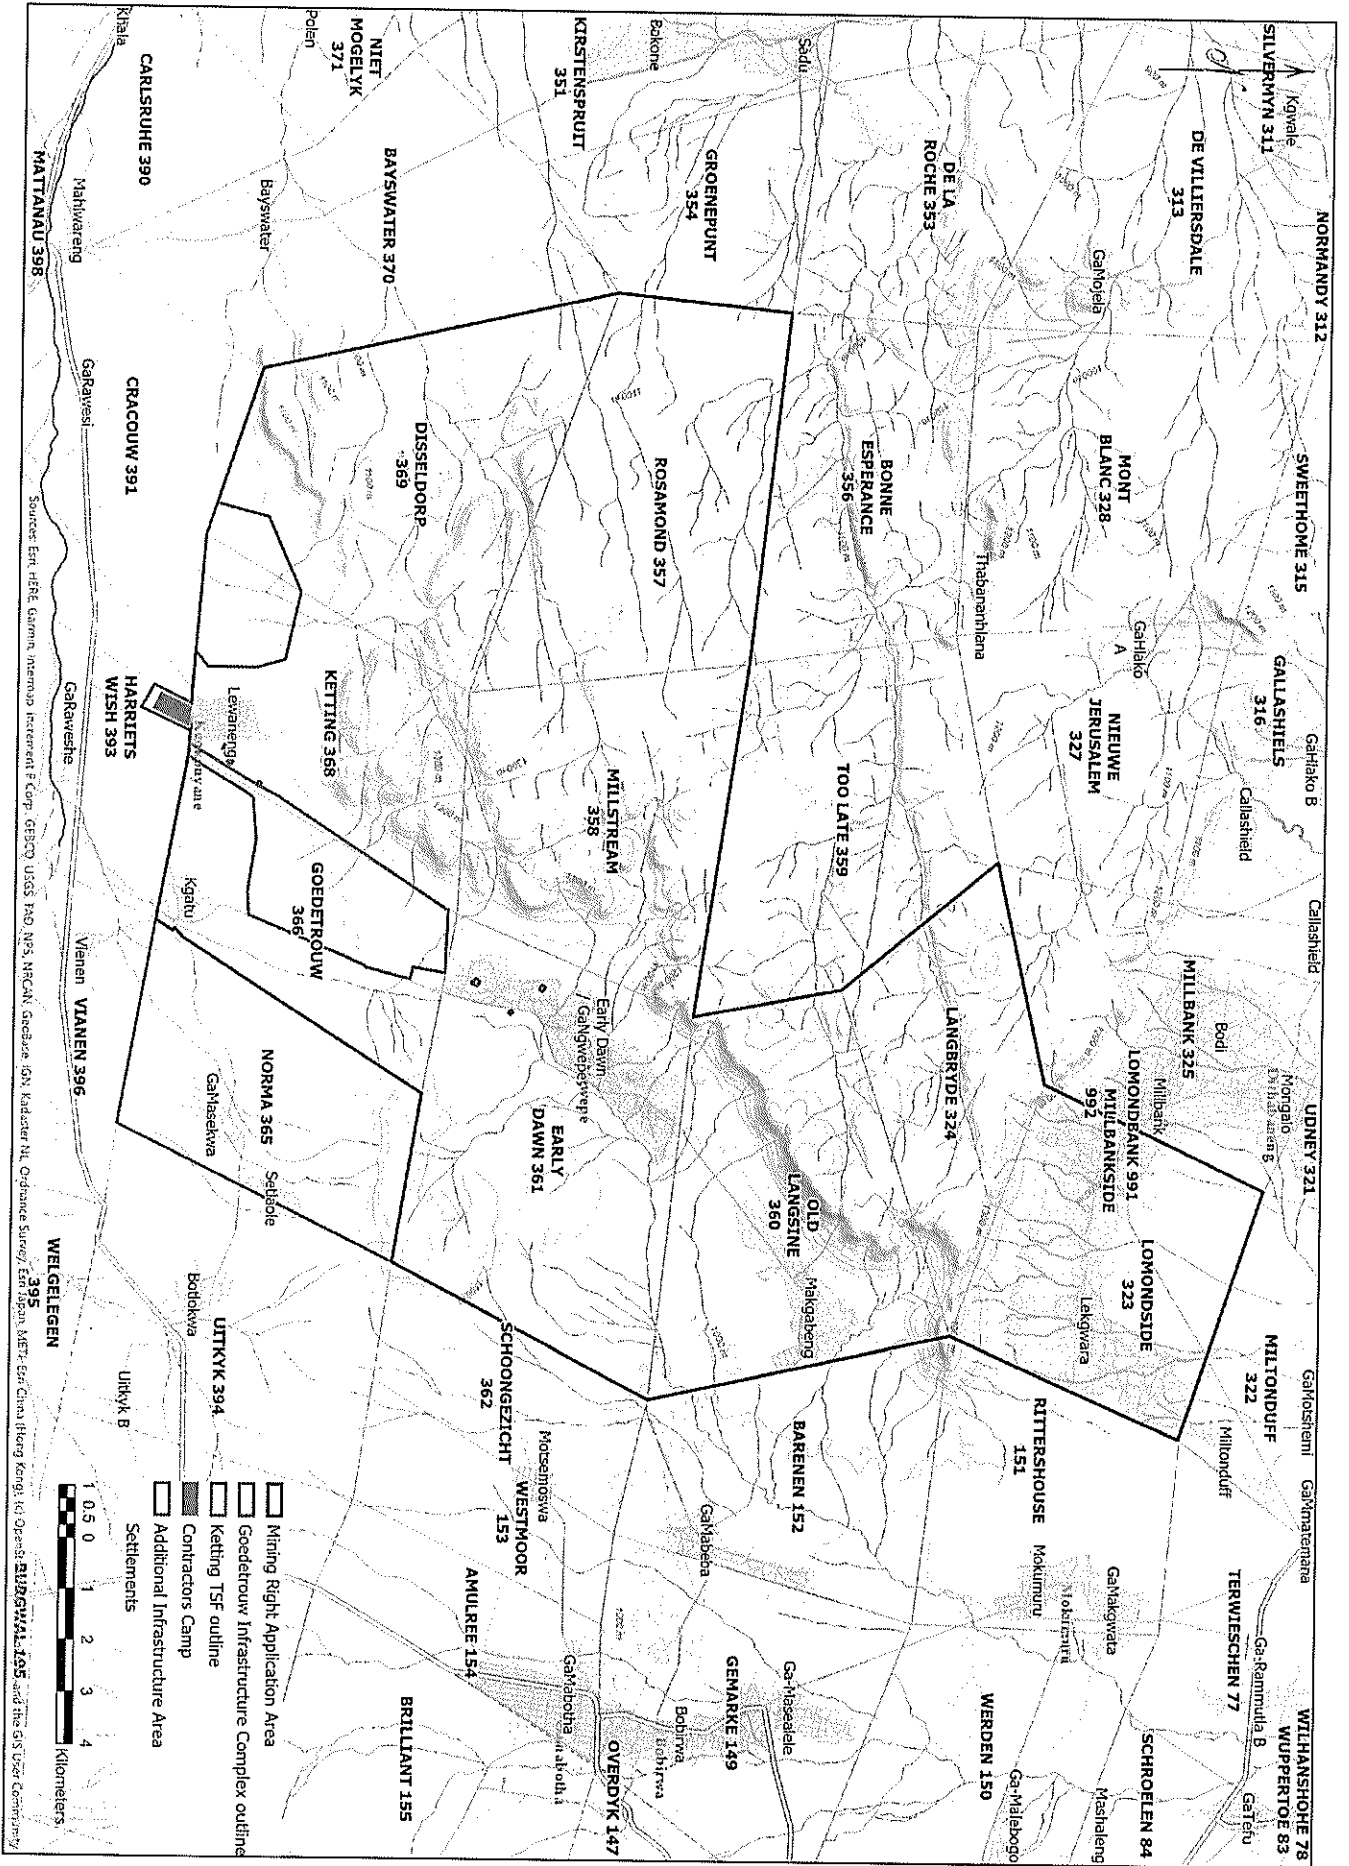 NORMANDY 312
SWEETHOME 315
UDNEY 321
GaMotshemi
GaMmatemana
WILHANSHOHE 78
WUPPERTOE 83
SILVERMYN 311
Kgwale
GALLASHIELS
316
GaHlako B
Callashield
Callashield
Mongalo
MILTONDUFF
322
Miltonduff
TERWIESCHEN 77
Ga-Rammutla B
GaTefu
DE VILLIERSDALE
313
GaMojela
MONT
BLANC 328
GaHlako
A
NIEUWE
JERUSALEM
327
MILLBANK 325
Bodi
Millbank
LOMONDBANK 991
MILLBANKSIDE
992
LOMONDSIDE
323
Lekgwara
RITTERSHOUSE
151
GaMakgwata
Mokumuru
SCHROELEN 84
Mashaleng
Ga-Malebogo
WERDEN 150
Sadu
DE LA
ROCHE 353
BONNE
ESPERANCE
356
Thabananhlana
TOO LATE 359
LANGBRYDE 324
OLD
LANGSINE
360
Makgabeng
BARENEN 152
GaMabeba
GEMARKE 149
Ga-Masealele
Bobirwa
Bobirwa
OVERDYK 147
Bokone
KIRSTENSPRUIT
351
GROENEPUNT
354
ROSAMOND 357
MILLSTREAM
358
Early Dawn
GaNgwepeswepe
EARLY
DAWN 361
SCHOONGEZICHT
362
Motsemoswa
WESTMOOR
153
GaMabotha
AMULREE 154
BRILLIANT 155
NIET
MOGELYK
371
Polen
BAYSWATER 370
Bayswater
DISSELDORP
369
KETTING 368
Lewaneng
GOEDETROUW
366
Kgatu
NORMA 365
GaMasekwa
Setlaole
UITKYK 394
Botlokwa
Uitkyk B
Khala
CARLSRUHE 390
Mahlwareng
MATTANAU 398
CRACOUW 391
GaRawesi
HARRIETS
WISH 393
GaRaweshe
Vienen
VIANEN 396
WELGELEGEN
395
BURGWAL 195
Mining Right Application Area
Goedetrouw Infrastructure Complex outline
Ketting TSF outline
Contractors Camp
Additional Infrastructure Area
Settlements
1 0.5 0 1 2 3 4
Kilometers